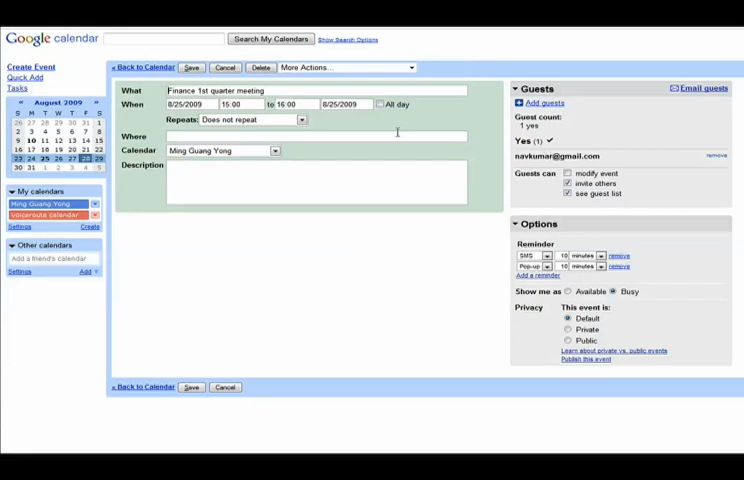 Google calendar Search My Calendars Show Search Options
Create Event
Quick Add
Tasks
« August 2009 »
S M T W T F S
26 27 28 29 30 31 1
2 3 4 5 6 7 8
9 10 11 12 13 14 15
16 17 18 19 20 21 22
23 24 25 26 27 28 29
30 31 1 2 3 4 5
My calendars
Ming Guang Yong
voiceroute calendar
Settings Create
Other calendars
Add a friend's calendar
Settings Add
« Back to Calendar Save Cancel Delete More Actions...
What Finance 1st quarter meeting
When 8/25/2009 15:00 to 16:00 8/25/2009 All day
Repeats: Does not repeat
Where
Calendar Ming Guang Yong
Description
« Back to Calendar Save Cancel
Guests Email guests
Add guests
Guest count:
1 yes
Yes (1)
navkumar@gmail.com remove
Guests can modify event
invite others
see guest list
Options
Reminder
SMS 10 minutes remove
Pop-up 10 minutes remove
Add a reminder
Show me as Available Busy
Privacy This event is:
Default
Private
Public
Learn about private vs. public events
Publish this event